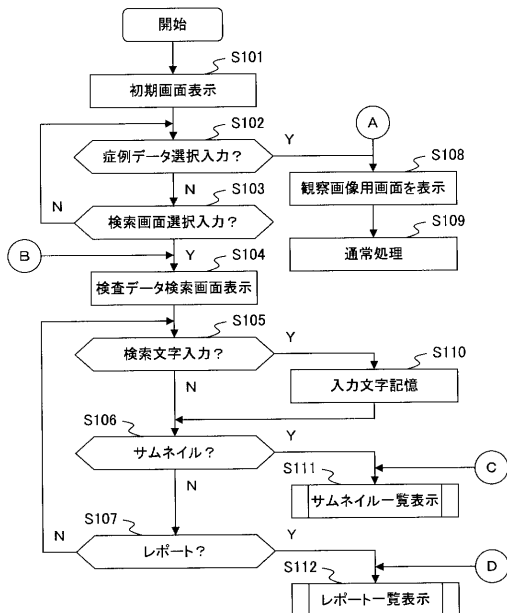 開始
S101
初期画面表示
S102
症例データ選択入力?
Y
A
N
S103
S108
観察画像用画面を表示
N
検索画面選択入力?
S109
通常処理
B
Y
S104
検査データ検索画面表示
S105
検索文字入力?
Y
S110
入力文字記憶
N
S106
サムネイル?
Y
C
N
S111
サムネイル一覧表示
S107
N
レポート?
Y
D
S112
レポート一覧表示